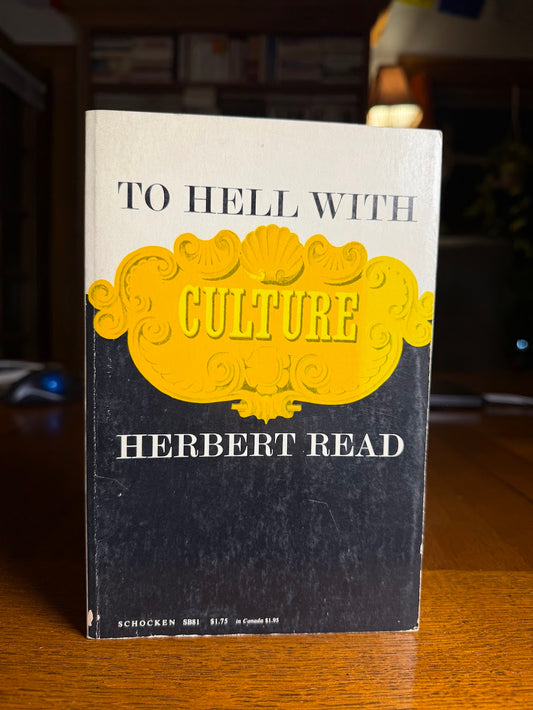 TO HELL WITH
CULTURE
HERBERT READ
SCHOCKEN SB81 $1.75 in Canada $1.95